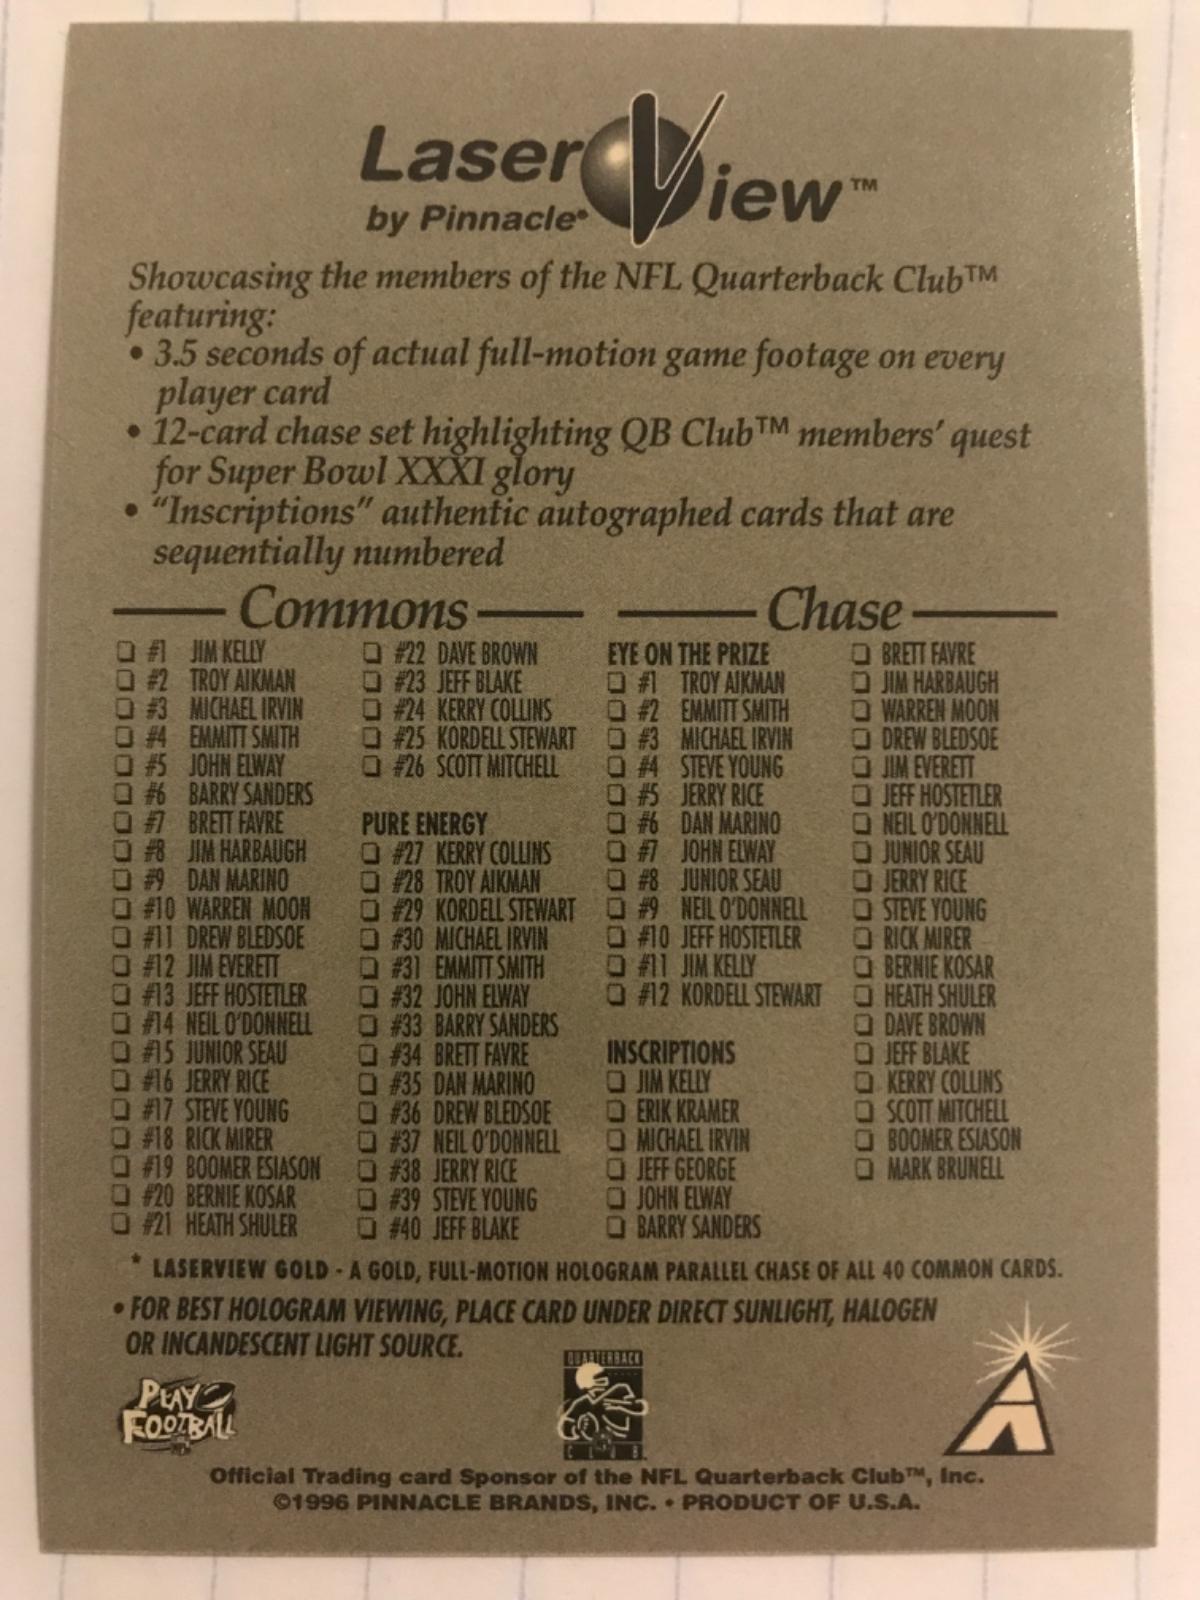 LaserView™
by Pinnacle®
Showcasing the members of the NFL Quarterback Club™
featuring:
• 3.5 seconds of actual full-motion game footage on every
player card
• 12-card chase set highlighting QB Club™ members' quest
for Super Bowl XXXI glory
• "Inscriptions" authentic autographed cards that are
sequentially numbered
Commons
❏ #1 JIM KELLY
❏ #2 TROY AIKMAN
❏ #3 MICHAEL IRVIN
❏ #4 EMMITT SMITH
❏ #5 JOHN ELWAY
❏ #6 BARRY SANDERS
❏ #7 BRETT FAVRE
❏ #8 JIM HARBAUGH
❏ #9 DAN MARINO
❏ #10 WARREN MOON
❏ #11 DREW BLEDSOE
❏ #12 JIM EVERETT
❏ #13 JEFF HOSTETLER
❏ #14 NEIL O'DONNELL
❏ #15 JUNIOR SEAU
❏ #16 JERRY RICE
❏ #17 STEVE YOUNG
❏ #18 RICK MIRER
❏ #19 BOOMER ESIASON
❏ #20 BERNIE KOSAR
❏ #21 HEATH SHULER
❏ #22 DAVE BROWN
❏ #23 JEFF BLAKE
❏ #24 KERRY COLLINS
❏ #25 KORDELL STEWART
❏ #26 SCOTT MITCHELL
PURE ENERGY
❏ #27 KERRY COLLINS
❏ #28 TROY AIKMAN
❏ #29 KORDELL STEWART
❏ #30 MICHAEL IRVIN
❏ #31 EMMITT SMITH
❏ #32 JOHN ELWAY
❏ #33 BARRY SANDERS
❏ #34 BRETT FAVRE
❏ #35 DAN MARINO
❏ #36 DREW BLEDSOE
❏ #37 NEIL O'DONNELL
❏ #38 JERRY RICE
❏ #39 STEVE YOUNG
❏ #40 JEFF BLAKE
Chase
EYE ON THE PRIZE
❏ #1 TROY AIKMAN
❏ #2 EMMITT SMITH
❏ #3 MICHAEL IRVIN
❏ #4 STEVE YOUNG
❏ #5 JERRY RICE
❏ #6 DAN MARINO
❏ #7 JOHN ELWAY
❏ #8 JUNIOR SEAU
❏ #9 NEIL O'DONNELL
❏ #10 JEFF HOSTETLER
❏ #11 JIM KELLY
❏ #12 KORDELL STEWART
INSCRIPTIONS
❏ JIM KELLY
❏ ERIK KRAMER
❏ MICHAEL IRVIN
❏ JEFF GEORGE
❏ JOHN ELWAY
❏ BARRY SANDERS
❏ BRETT FAVRE
❏ JIM HARBAUGH
❏ WARREN MOON
❏ DREW BLEDSOE
❏ JIM EVERETT
❏ JEFF HOSTETLER
❏ NEIL O'DONNELL
❏ JUNIOR SEAU
❏ JERRY RICE
❏ STEVE YOUNG
❏ RICK MIRER
❏ BERNIE KOSAR
❏ HEATH SHULER
❏ DAVE BROWN
❏ JEFF BLAKE
❏ KERRY COLLINS
❏ SCOTT MITCHELL
❏ BOOMER ESIASON
❏ MARK BRUNELL
* LASERVIEW GOLD - A GOLD, FULL-MOTION HOLOGRAM PARALLEL CHASE OF ALL 40 COMMON CARDS.
• FOR BEST HOLOGRAM VIEWING, PLACE CARD UNDER DIRECT SUNLIGHT, HALOGEN
OR INCANDESCENT LIGHT SOURCE.
PLAY
FOOTBALL
QUARTERBACK
CLUB
Official Trading card Sponsor of the NFL Quarterback Club™, Inc.
©1996 PINNACLE BRANDS, INC. • PRODUCT OF U.S.A.